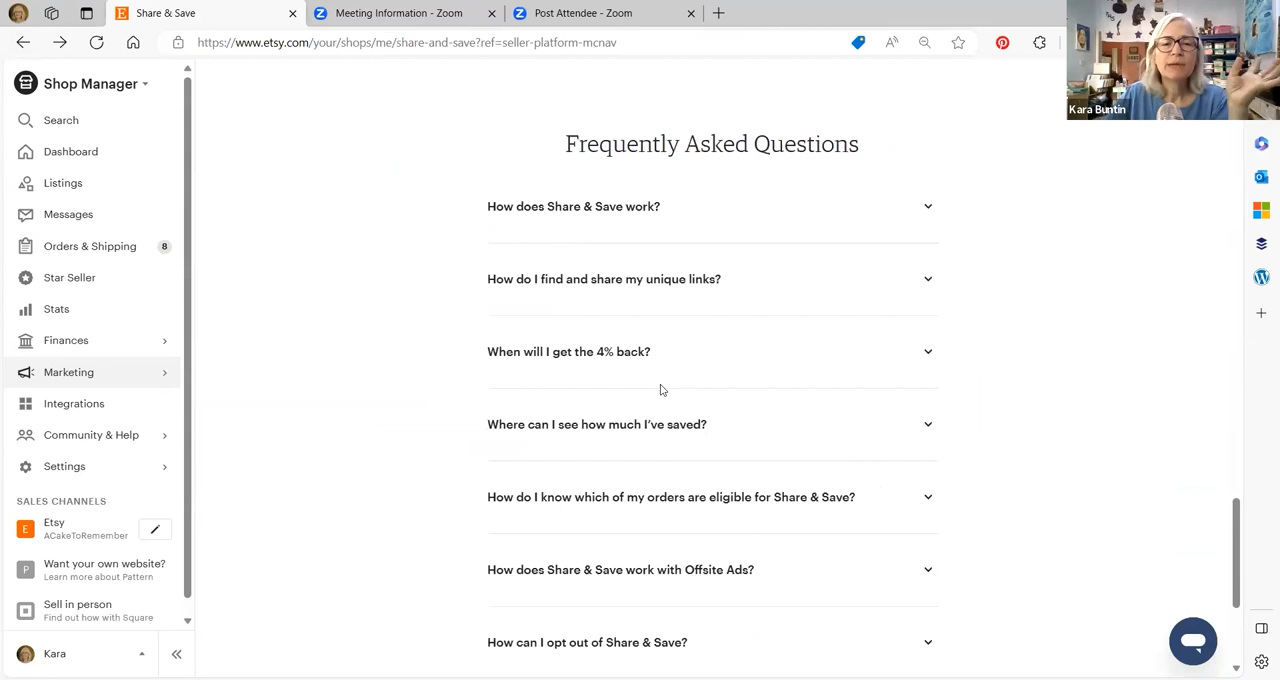 Share & Save
Meeting Information - Zoom
Post Attendee - Zoom
https://www.etsy.com/your/shops/me/share-and-save?ref=seller-platform-mcnav
Kara Buntin
Shop Manager
Search
Dashboard
Listings
Messages
Orders & Shipping 8
Star Seller
Stats
Finances
Marketing
Integrations
Community & Help
Settings
SALES CHANNELS
E Etsy
ACakeToRemember
P Want your own website?
Learn more about Pattern
Sell in person
Find out how with Square
Kara
Frequently Asked Questions
How does Share & Save work?
How do I find and share my unique links?
When will I get the 4% back?
Where can I see how much I’ve saved?
How do I know which of my orders are eligible for Share & Save?
How does Share & Save work with Offsite Ads?
How can I opt out of Share & Save?